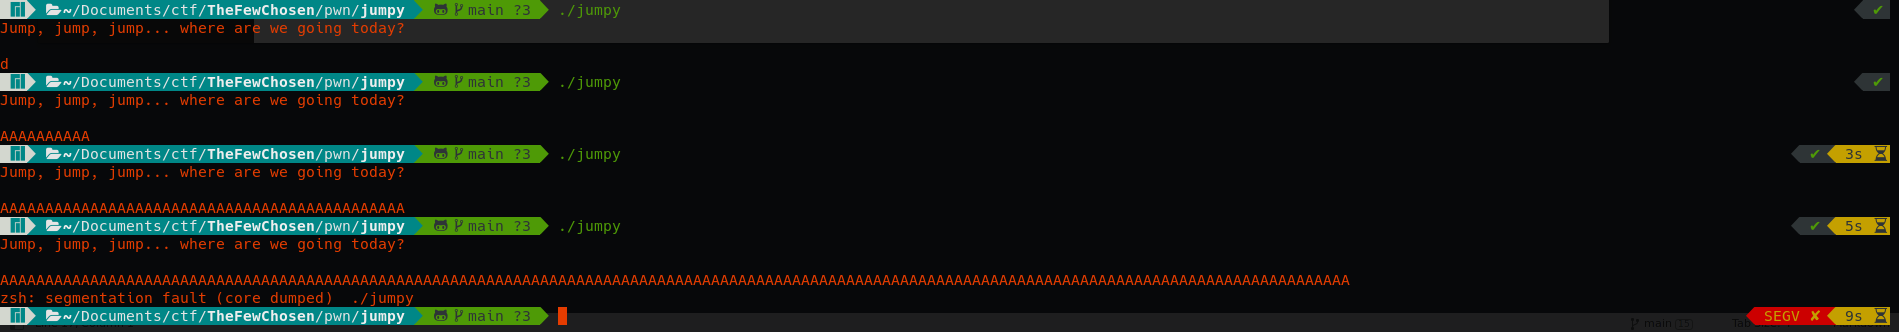 ~/Documents/ctf/TheFewChosen/pwn/jumpy main ?3 ./jumpy ✔
Jump, jump, jump... where are we going today?
d
~/Documents/ctf/TheFewChosen/pwn/jumpy main ?3 ./jumpy ✔
Jump, jump, jump... where are we going today?
AAAAAAAAAA
~/Documents/ctf/TheFewChosen/pwn/jumpy main ?3 ./jumpy ✔ 3s
Jump, jump, jump... where are we going today?
AAAAAAAAAAAAAAAAAAAAAAAAAAAAAAAAAAAAAAAAAAAAA
~/Documents/ctf/TheFewChosen/pwn/jumpy main ?3 ./jumpy ✔ 5s
Jump, jump, jump... where are we going today?
AAAAAAAAAAAAAAAAAAAAAAAAAAAAAAAAAAAAAAAAAAAAAAAAAAAAAAAAAAAAAAAAAAAAAAAAAAAAAAAAAAAAAAAAAAAAAAAAAAAAAAAAAAAAAAAAAAAAAAAAAAAAAAAAAAAAAAAAAAAAAAAAAAAAAA
zsh: segmentation fault (core dumped) ./jumpy
~/Documents/ctf/TheFewChosen/pwn/jumpy main ?3 SEGV ✘ 9s